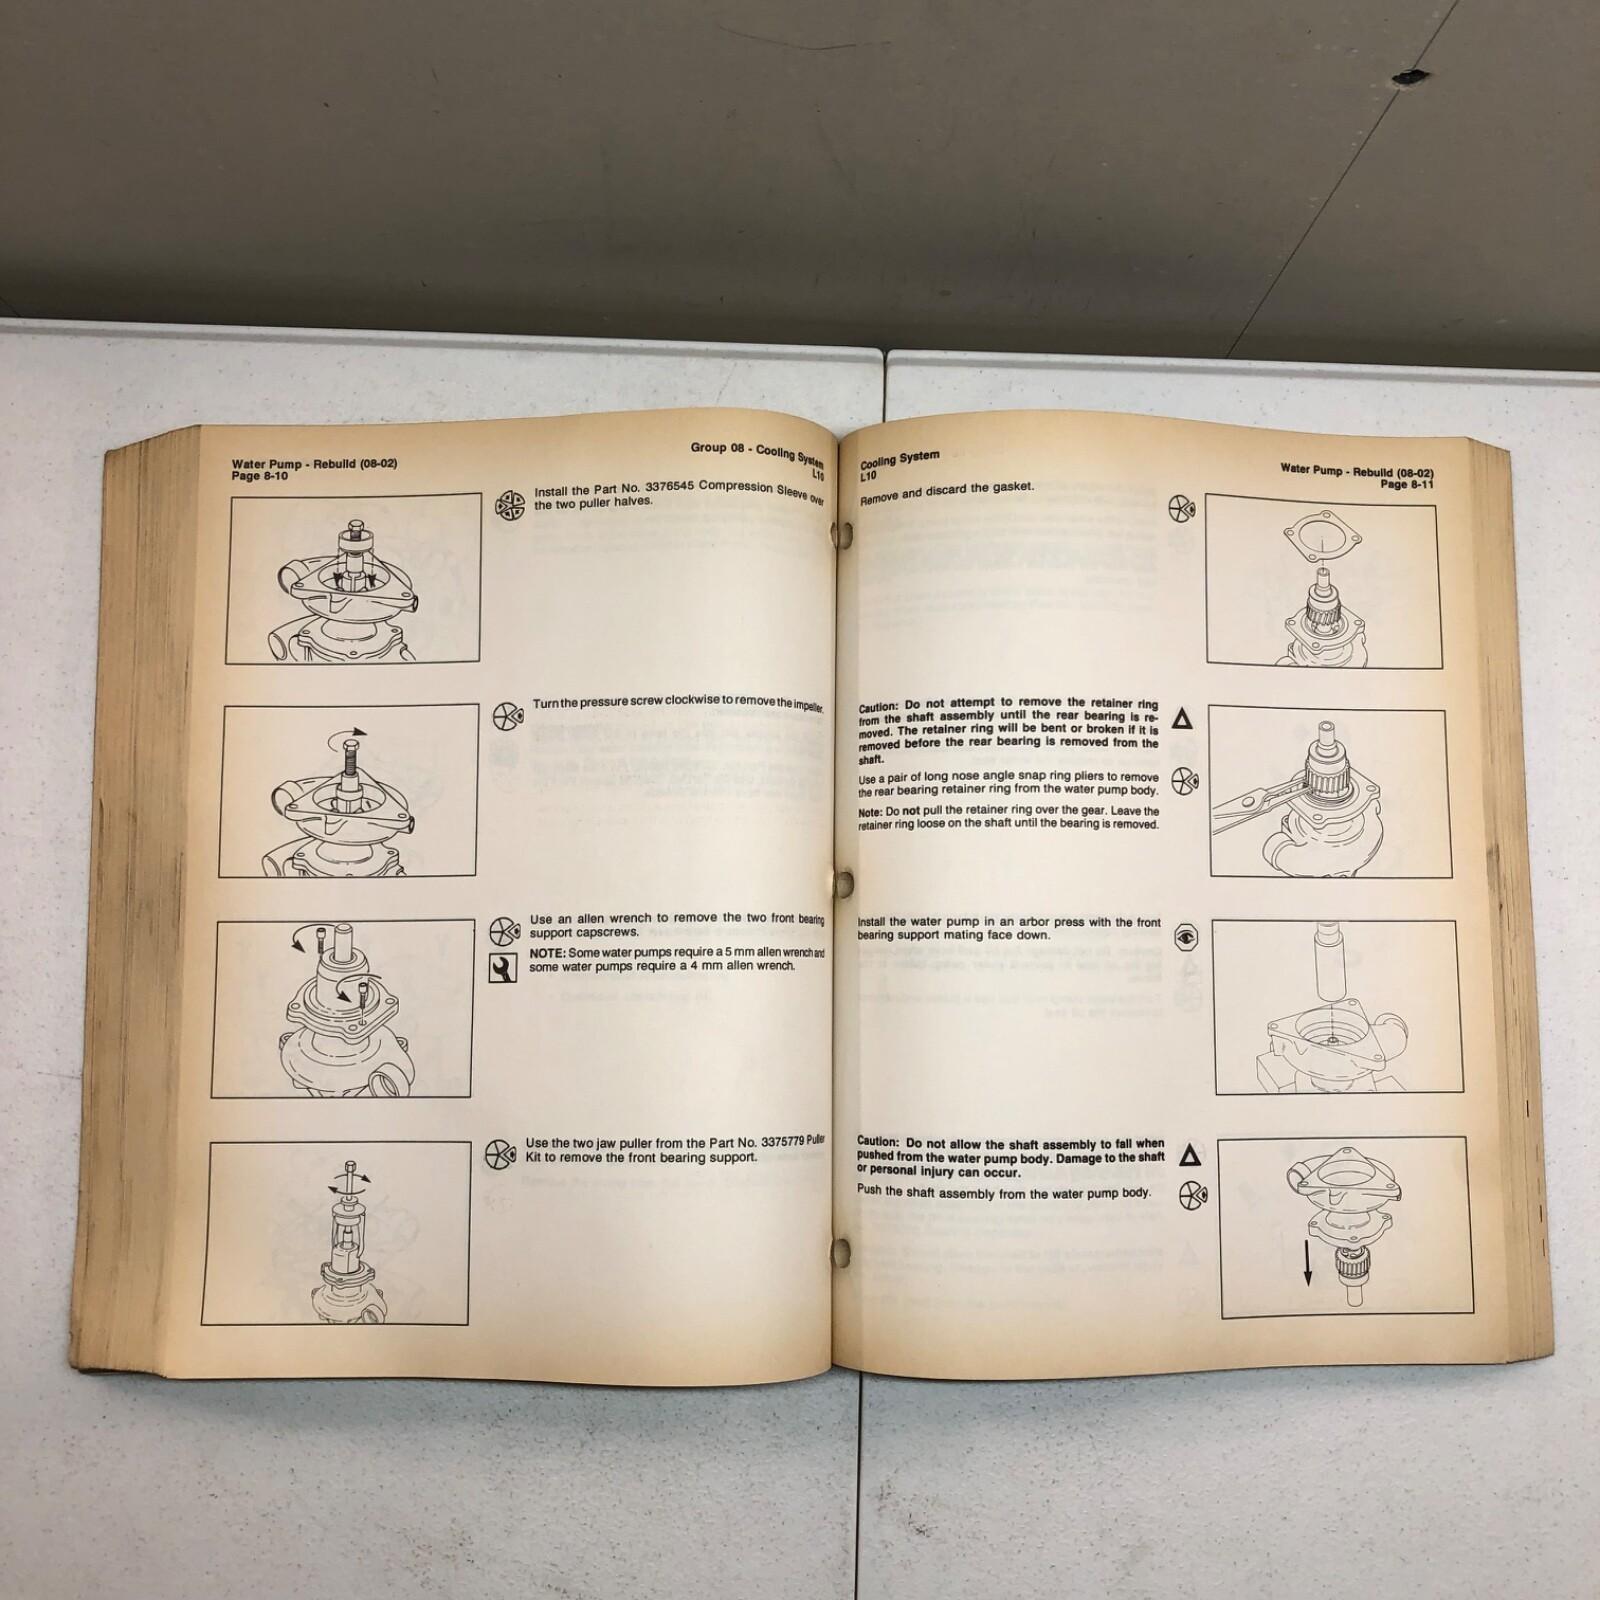 Water Pump - Rebuild (08-02)
Page 8-10
Group 08 - Cooling System
L10
Install the Part No. 3376545 Compression Sleeve over
the two puller halves.
Turn the pressure screw clockwise to remove the impeller.
Use an allen wrench to remove the two front bearing
support capscrews.
NOTE: Some water pumps require a 5 mm allen wrench and
some water pumps require a 4 mm allen wrench.
Use the two jaw puller from the Part No. 3375779 Puller
Kit to remove the front bearing support.
Cooling System
L10
Water Pump - Rebuild (08-02)
Page 8-11
Remove and discard the gasket.
Caution: Do not attempt to remove the retainer ring
from the shaft assembly until the rear bearing is re-
moved. The retainer ring will be bent or broken if it is
removed before the rear bearing is removed from the
shaft.
Use a pair of long nose angle snap ring pliers to remove
the rear bearing retainer ring from the water pump body.
Note: Do not pull the retainer ring over the gear. Leave the
retainer ring loose on the shaft until the bearing is removed.
Install the water pump in an arbor press with the front
bearing support mating face down.
Caution: Do not allow the shaft assembly to fall when
pushed from the water pump body. Damage to the shaft
or personal injury can occur.
Push the shaft assembly from the water pump body.